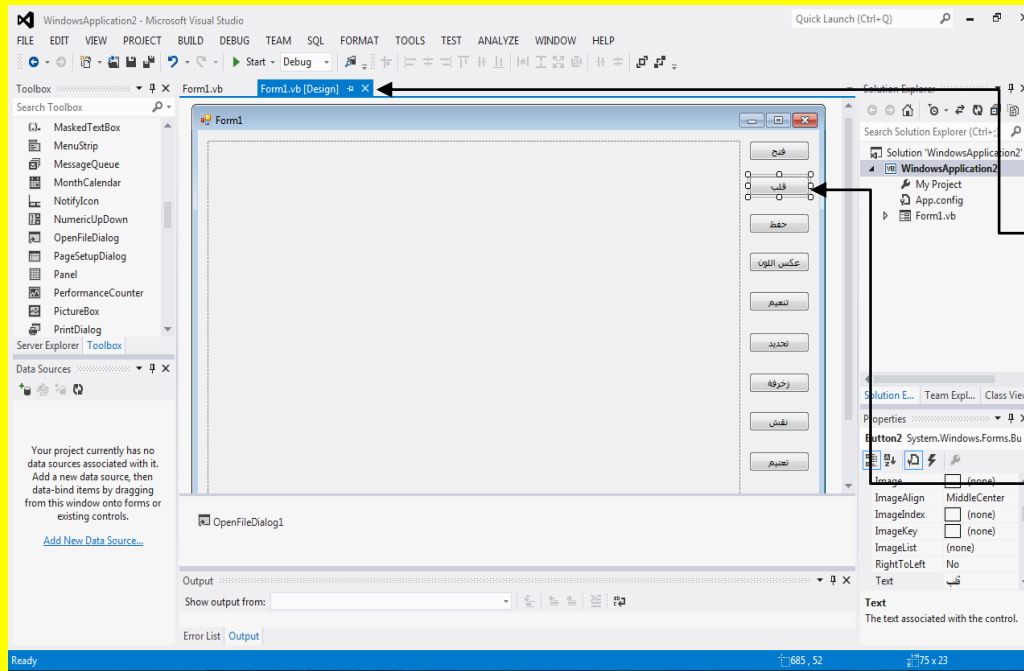 WindowsApplication2 - Microsoft Visual Studio
Quick Launch (Ctrl+Q)
FILE EDIT VIEW PROJECT BUILD DEBUG TEAM SQL FORMAT TOOLS TEST ANALYZE WINDOW HELP
Start Debug
Toolbox
Search Toolbox
MaskedTextBox
MenuStrip
MessageQueue
MonthCalendar
NotifyIcon
NumericUpDown
OpenFileDialog
PageSetupDialog
Panel
PerformanceCounter
PictureBox
PrintDialog
Server Explorer Toolbox
Data Sources
Your project currently has no
data sources associated with it.
Add a new data source, then
data-bind items by dragging
from this window onto forms or
existing controls.
Add New Data Source...
Form1.vb Form1.vb [Design]
Form1
فتح
قلب
حفظ
عكس اللون
تنعيم
تحديد
زخرفة
نقش
تعتيم
OpenFileDialog1
Output
Show output from:
Error List Output
Solution Explorer
Search Solution Explorer (Ctrl+;
Solution 'WindowsApplication2'
WindowsApplication2
My Project
App.config
Form1.vb
Solution E... Team Expl... Class Vie
Properties
Button2 System.Windows.Forms.Bu
Image (none)
ImageAlign MiddleCenter
ImageIndex (none)
ImageKey (none)
ImageList (none)
RightToLeft No
Text قلب
Text
The text associated with the control.
Ready 685 , 52 75 x 23